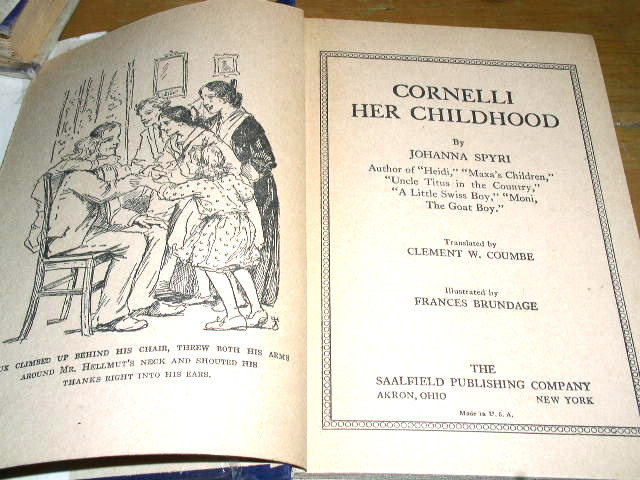 CLIMBED UP BEHIND HIS CHAIR, THREW BOTH HIS ARMS
AROUND MR. HELLMUT'S NECK AND SHOUTED HIS
THANKS RIGHT INTO HIS EARS.
CORNELLI
HER CHILDHOOD
By
JOHANNA SPYRI
Author of "Heidi," "Maxa's Children,"
"Uncle Titus in the Country,"
"A Little Swiss Boy," "Moni,
The Goat Boy."
Translated by
CLEMENT W. COUMBE
Illustrated by
FRANCES BRUNDAGE
THE
SAALFIELD PUBLISHING COMPANY
AKRON, OHIO NEW YORK
Made in U. S. A.